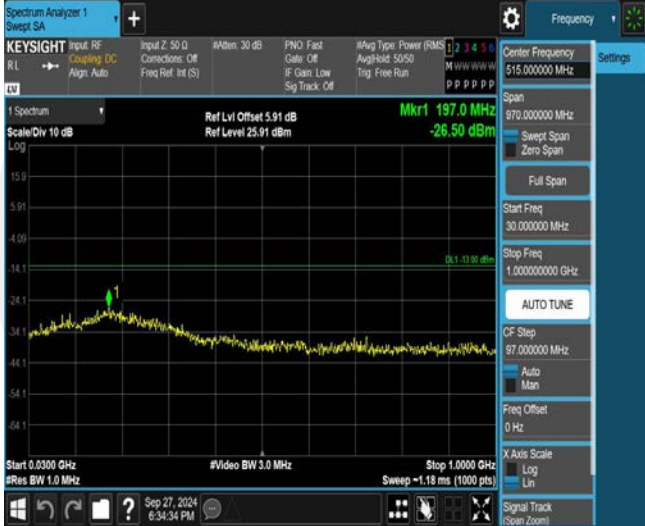 Spectrum Analyzer 1
Swept SA
+
Frequency
KEYSIGHT
RL
Input: RF
Coupling: DC
Align: Auto
Input Z: 50 Ω
Corrections: Off
Freq Ref: Int (S)
#Atten: 30 dB
PNO: Fast
Gate: Off
IF Gain: Low
Sig Track: Off
#Avg Type: Power (RMS
Avg|Hold: 50/50
Trig: Free Run
1 2 3 4 5 6
M W W W W W
P P P P P P
1 Spectrum
Scale/Div 10 dB
Log
Ref Lvl Offset 5.91 dB
Ref Level 25.91 dBm
Mkr1 197.0 MHz
-26.50 dBm
15.9
5.91
-4.09
-14.1
-24.1
-34.1
-44.1
-54.1
-64.1
DL1 -13.00 dBm
1
Start 0.0300 GHz
#Res BW 1.0 MHz
#Video BW 3.0 MHz
Stop 1.0000 GHz
Sweep ~1.18 ms (1000 pts)
Sep 27, 2024
6:34:34 PM
?
Settings
Center Frequency
515.000000 MHz
Span
970.000000 MHz
Swept Span
Zero Span
Full Span
Start Freq
30.000000 MHz
Stop Freq
1.000000000 GHz
AUTO TUNE
CF Step
97.000000 MHz
Auto
Man
Freq Offset
0 Hz
X Axis Scale
Log
Lin
Signal Track
(Span Zoom)